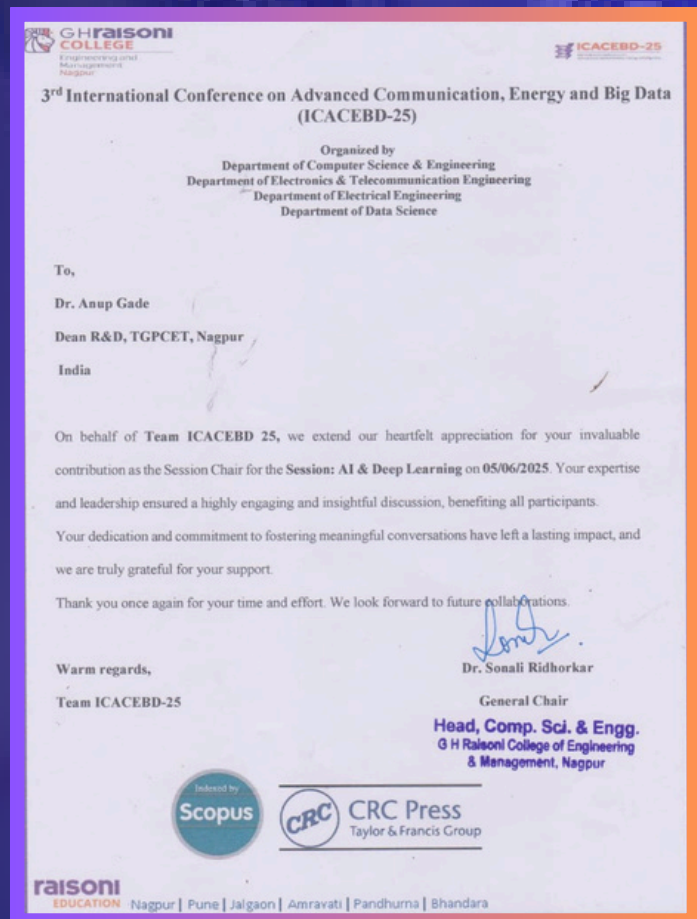 GHraisoni
COLLEGE
Engineering and
Management
Nagpur
ICACEBD-25
3rd International Conference on Advanced Communication, Energy and Big Data
(ICACEBD-25)
Organized by
Department of Computer Science & Engineering
Department of Electronics & Telecommunication Engineering
Department of Electrical Engineering
Department of Data Science
To,
Dr. Anup Gade
Dean R&D, TGPCET, Nagpur
India
On behalf of Team ICACEBD 25, we extend our heartfelt appreciation for your invaluable
contribution as the Session Chair for the Session: AI & Deep Learning on 05/06/2025. Your expertise
and leadership ensured a highly engaging and insightful discussion, benefiting all participants.
Your dedication and commitment to fostering meaningful conversations have left a lasting impact, and
we are truly grateful for your support.
Thank you once again for your time and effort. We look forward to future collaborations.
Warm regards,
Team ICACEBD-25
Dr. Sonali Ridhorkar
General Chair
Head, Comp. Sci. & Engg.
G H Raisoni College of Engineering
& Management, Nagpur
Indexed by
Scopus
CRC
CRC Press
Taylor & Francis Group
raisoni
EDUCATION
Nagpur | Pune | Jalgaon | Amravati | Pandhurna | Bhandara